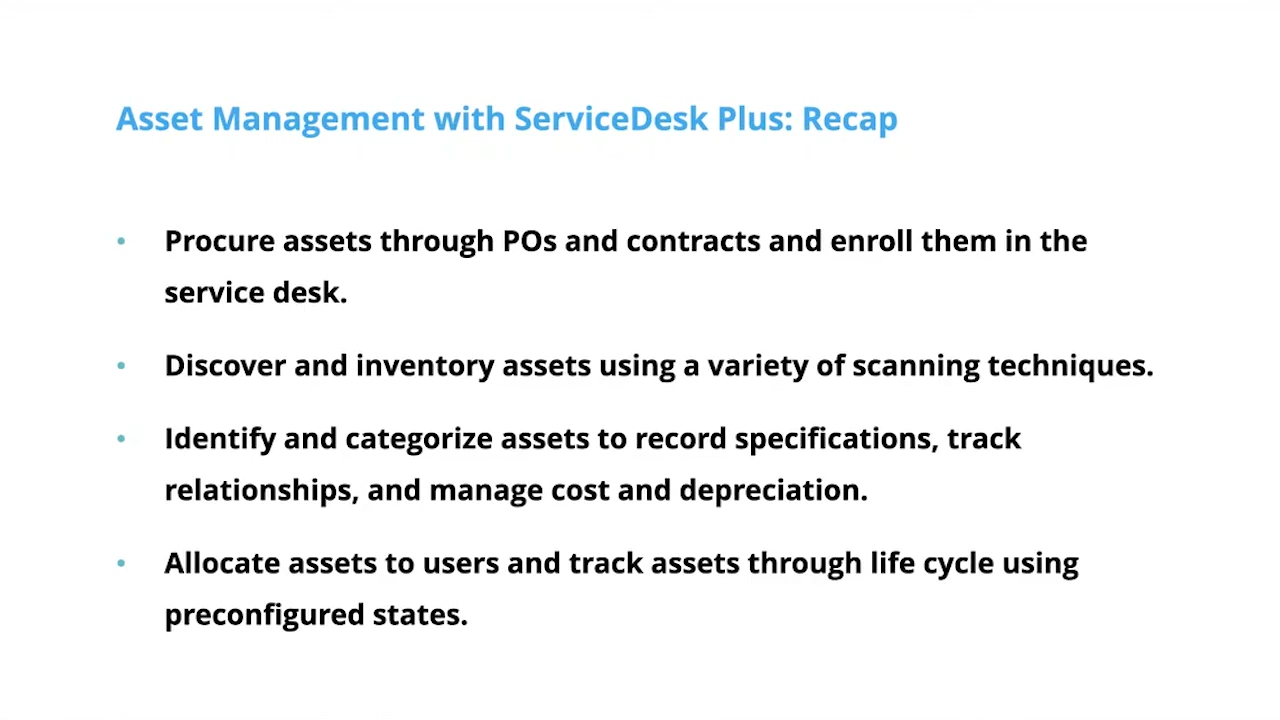 Asset Management with ServiceDesk Plus: Recap
• Procure assets through POs and contracts and enroll them in the
service desk.
• Discover and inventory assets using a variety of scanning techniques.
• Identify and categorize assets to record specifications, track
relationships, and manage cost and depreciation.
• Allocate assets to users and track assets through life cycle using
preconfigured states.